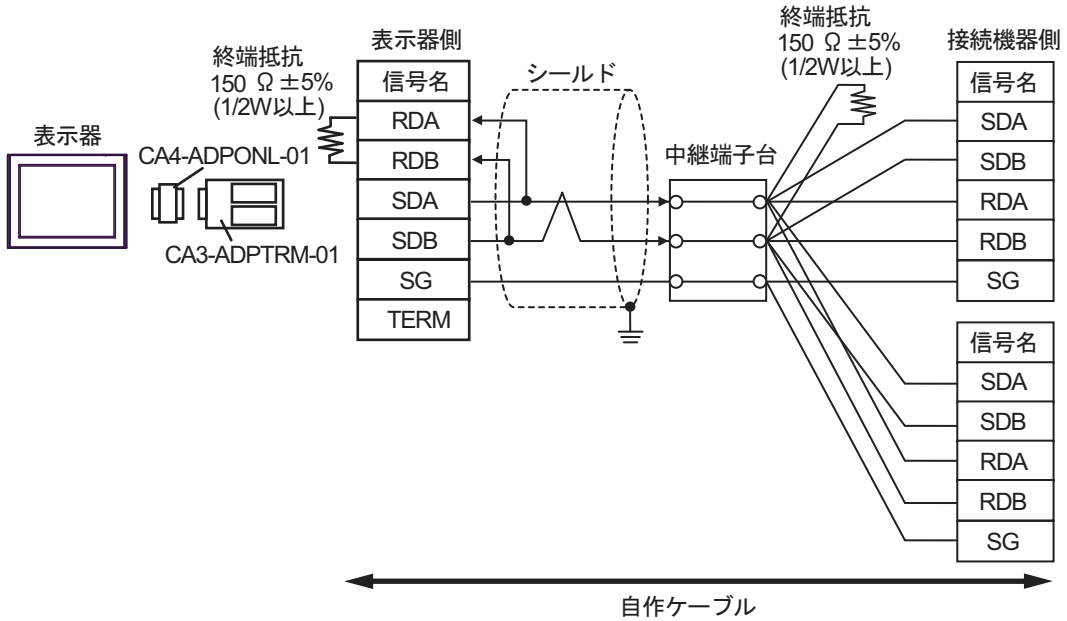 表示器
CA4-ADPONL-01
CA3-ADPTRM-01
終端抵抗
150 Ω ±5%
(1/2W以上)
表示器側
信号名
RDA
RDB
SDA
SDB
SG
TERM
シールド
中継端子台
終端抵抗
150 Ω ±5%
(1/2W以上)
接続機器側
信号名
SDA
SDB
RDA
RDB
SG
信号名
SDA
SDB
RDA
RDB
SG
自作ケーブル